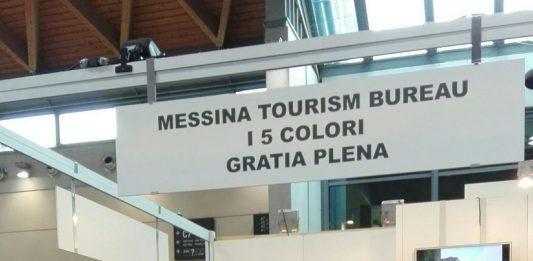 MESSINA TOURISM BUREAU
I 5 COLORI
GRATIA PLENA